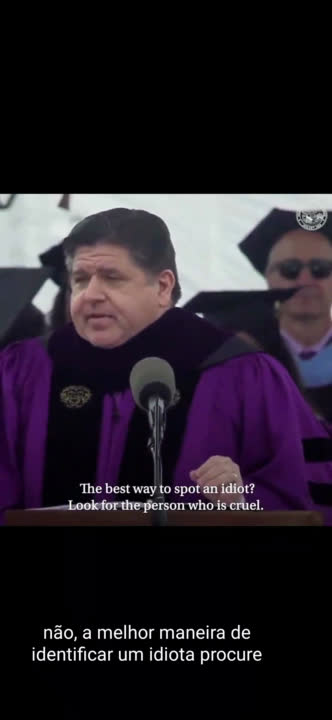 The best way to spot an idiot?
Look for the person who is cruel.
não, a melhor maneira de
identificar um idiota procure